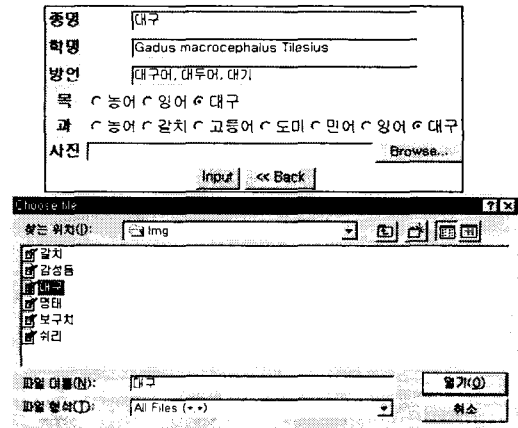 종명 대구
학명 Gadus macrocephaius Tilesius
방언 대구어, 대두어, 대기
목 농어 잉어 대구
과 농어 갈치 고등어 도미 민어 잉어 대구
사진 Browse...
Input << Back
Choose file
찾는 위치(I): Img
갈치
감성돔
대구
명태
보구치
쉬리
파일 이름(N): 대구 열기(O)
파일 형식(T): All Files (*.*) 취소